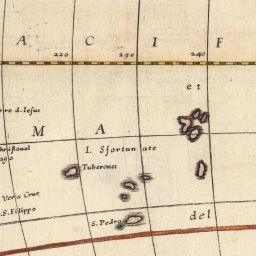 A C I F
220 230 240
et
re d. Iesus
M A
I. Sfortunate
Tuberones
Vera Cruz
S. Filippo
S. Pedro
del